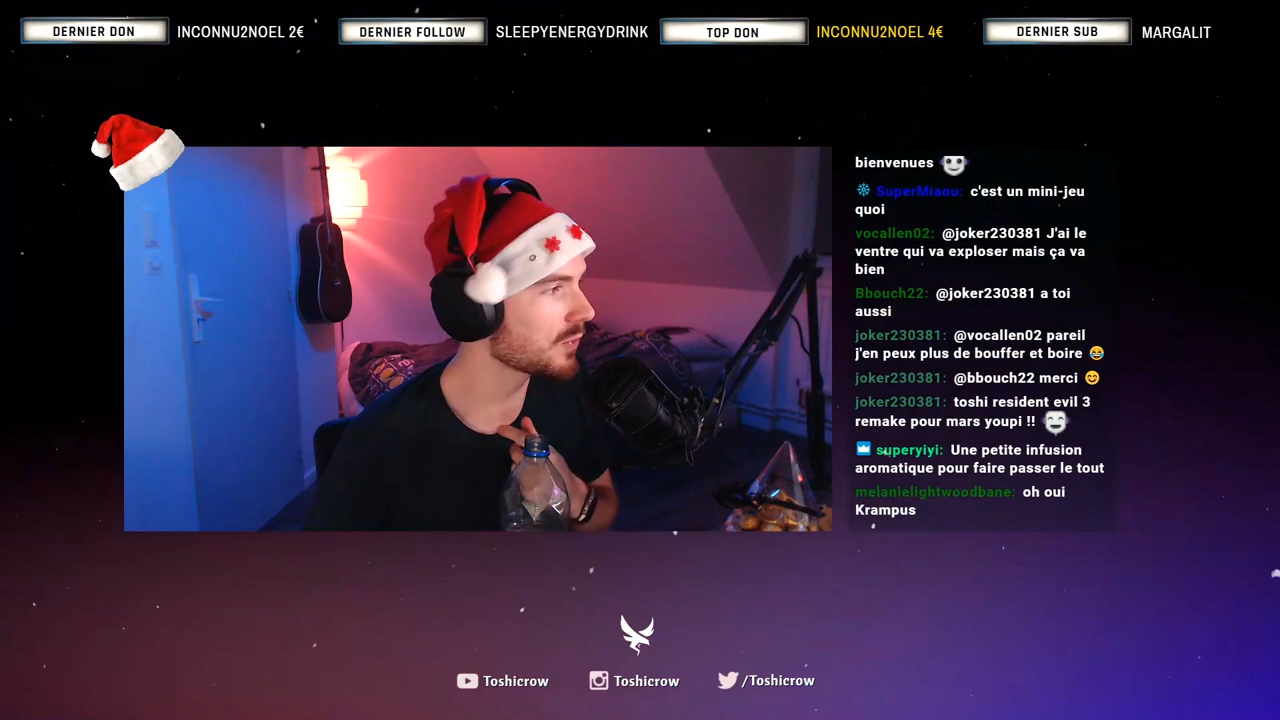 DERNIER DON INCONNU2NOEL 2€ DERNIER FOLLOW SLEEPYENERGYDRINK TOP DON INCONNU2NOEL 4€ DERNIER SUB MARGALIT
bienvenues
SuperMiaou: c'est un mini-jeu
quoi
vocallen02: @joker230381 J'ai le
ventre qui va exploser mais ça va
bien
Bbouch22: @joker230381 a toi
aussi
joker230381: @vocallen02 pareil
j'en peux plus de bouffer et boire 😂
joker230381: @bbouch22 merci 😊
joker230381: toshi resident evil 3
remake pour mars youpi !!
superyiyi: Une petite infusion
aromatique pour faire passer le tout
melanielightwoodbane: oh oui
Krampus
Toshicrow Toshicrow /Toshicrow